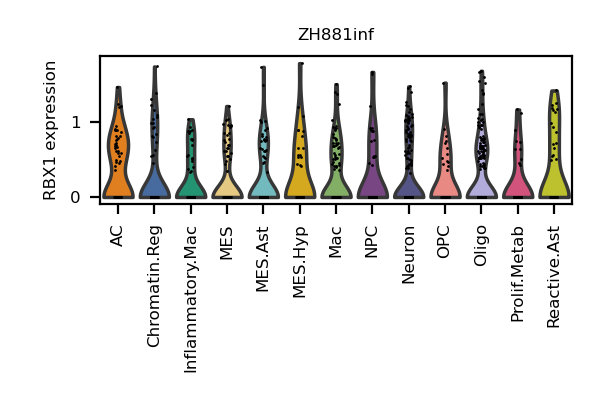 ZH881inf
RBX1 expression
1
0
AC
Chromatin.Reg
Inflammatory.Mac
MES
MES.Ast
MES.Hyp
Mac
NPC
Neuron
OPC
Oligo
Prolif.Metab
Reactive.Ast